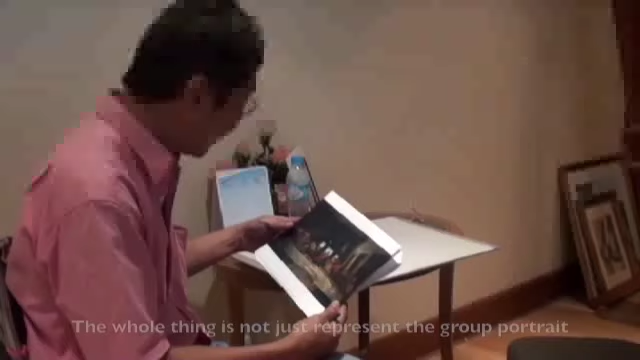 The whole thing is not just represent the group portrait